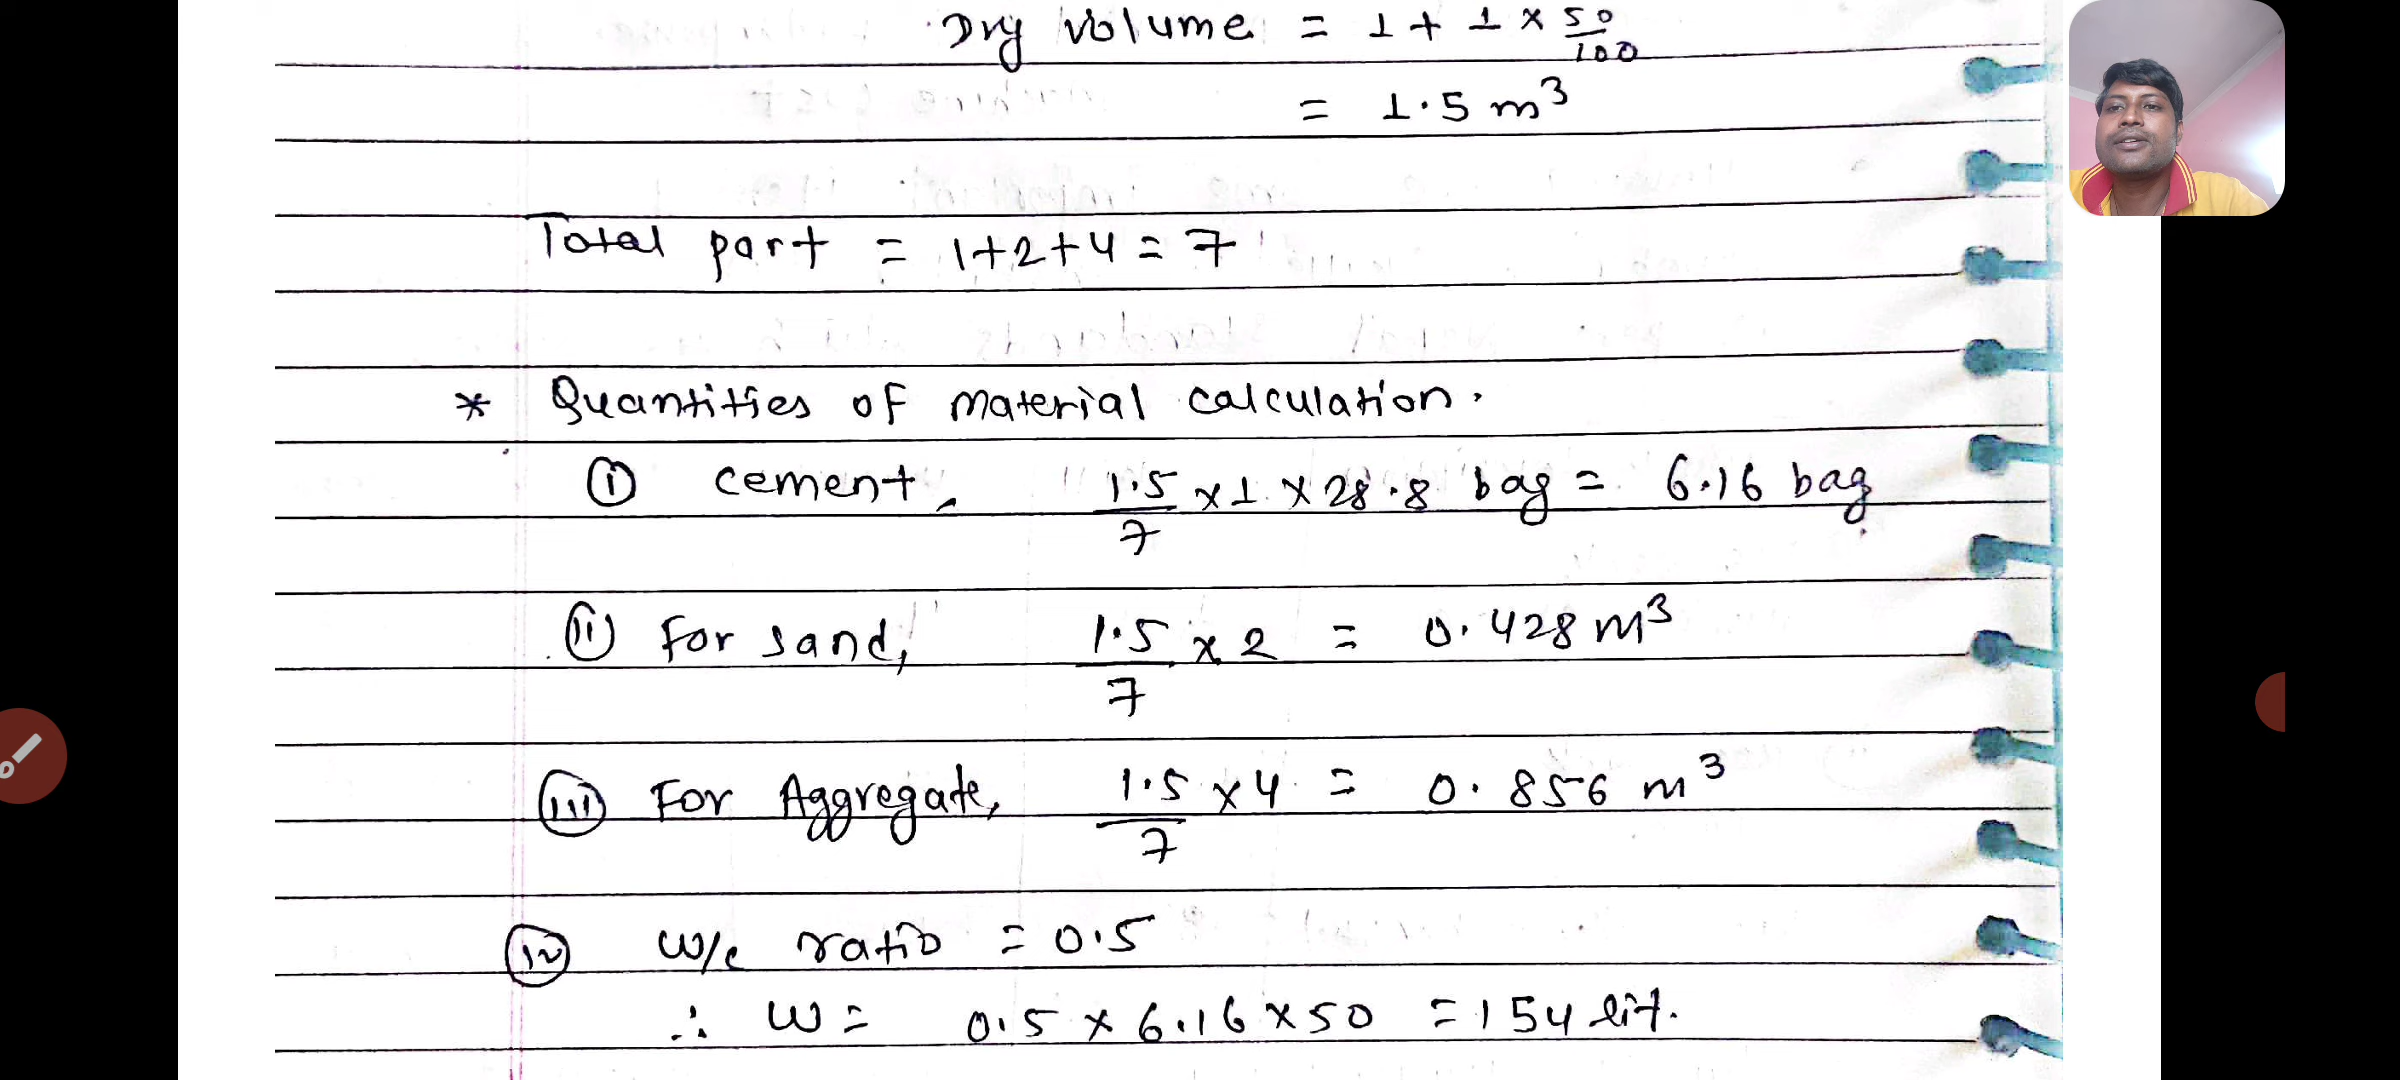 Dry volume = 1 + 1 × 50/100
= 1.5 m³
Total part = 1+2+4 = 7
* Quantities of material calculation.
(i) cement, 1.5/7 × 1 × 28.8 bag = 6.16 bag
(ii) For sand, 1.5/7 × 2 = 0.428 m³
(iii) For Aggregate, 1.5/7 × 4 = 0.856 m³
(iv) w/c ratio = 0.5
∴ w = 0.5 × 6.16 × 50 = 154 lit.